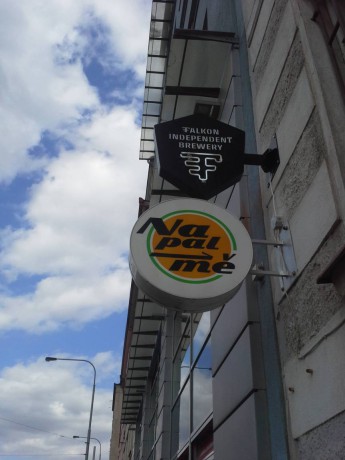 FALKON
INDEPENDENT
BREWERY
Na
pal
mě